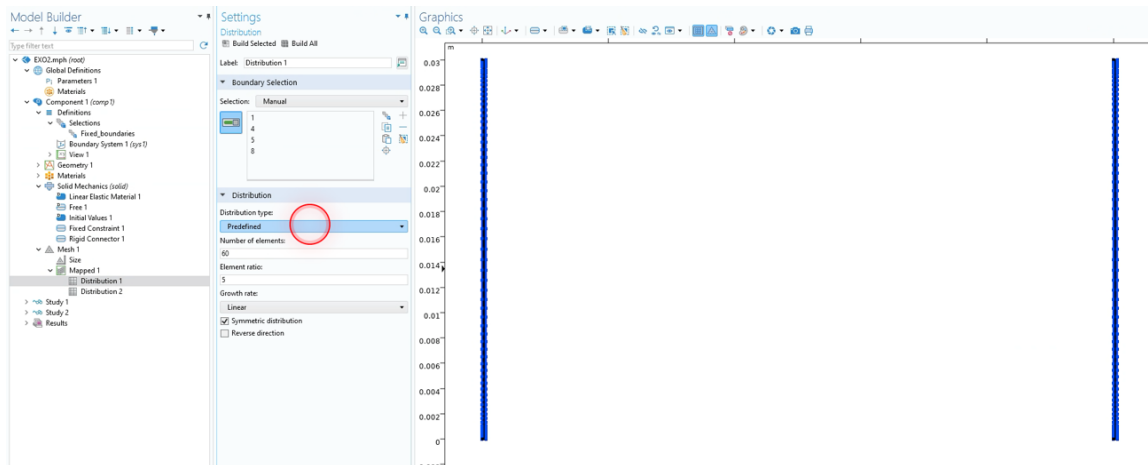 Model Builder
Type filter text
EXO2.mph (root)
Global Definitions
Pi Parameters 1
Materials
Component 1 (comp1)
Definitions
Selections
Fixed_boundaries
Boundary System 1 (sys1)
View 1
Geometry 1
Materials
Solid Mechanics (solid)
Linear Elastic Material 1
Free 1
Initial Values 1
Fixed Constraint 1
Rigid Connector 1
Mesh 1
Size
Mapped 1
Distribution 1
Distribution 2
Study 1
Study 2
Results
Settings
Distribution
Build Selected Build All
Label: Distribution 1
Boundary Selection
Selection: Manual
1
4
5
8
Distribution
Distribution type:
Predefined
Number of elements:
60
Element ratio:
5
Growth rate:
Linear
Symmetric distribution
Reverse direction
Graphics
m
0.03
0.028
0.026
0.024
0.022
0.02
0.018
0.016
0.014
0.012
0.01
0.008
0.006
0.004
0.002
0